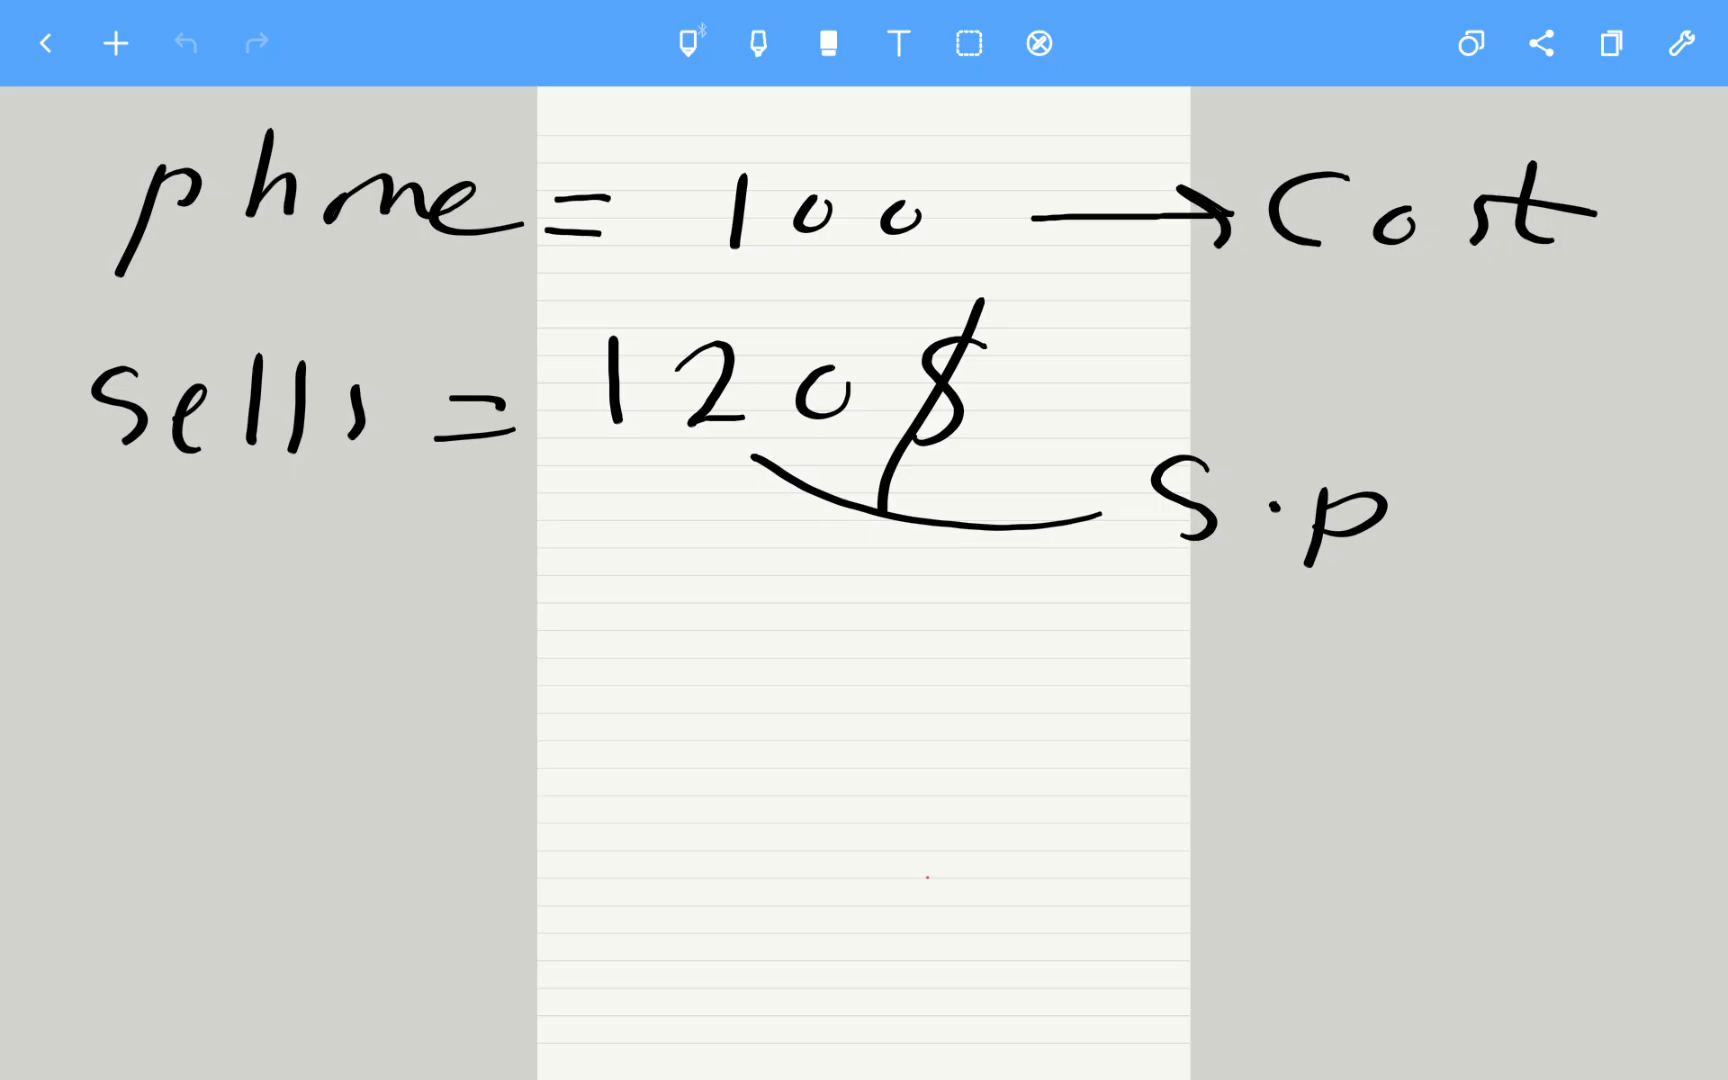 phone = 100 → Cost
sells = 120 $
S.p